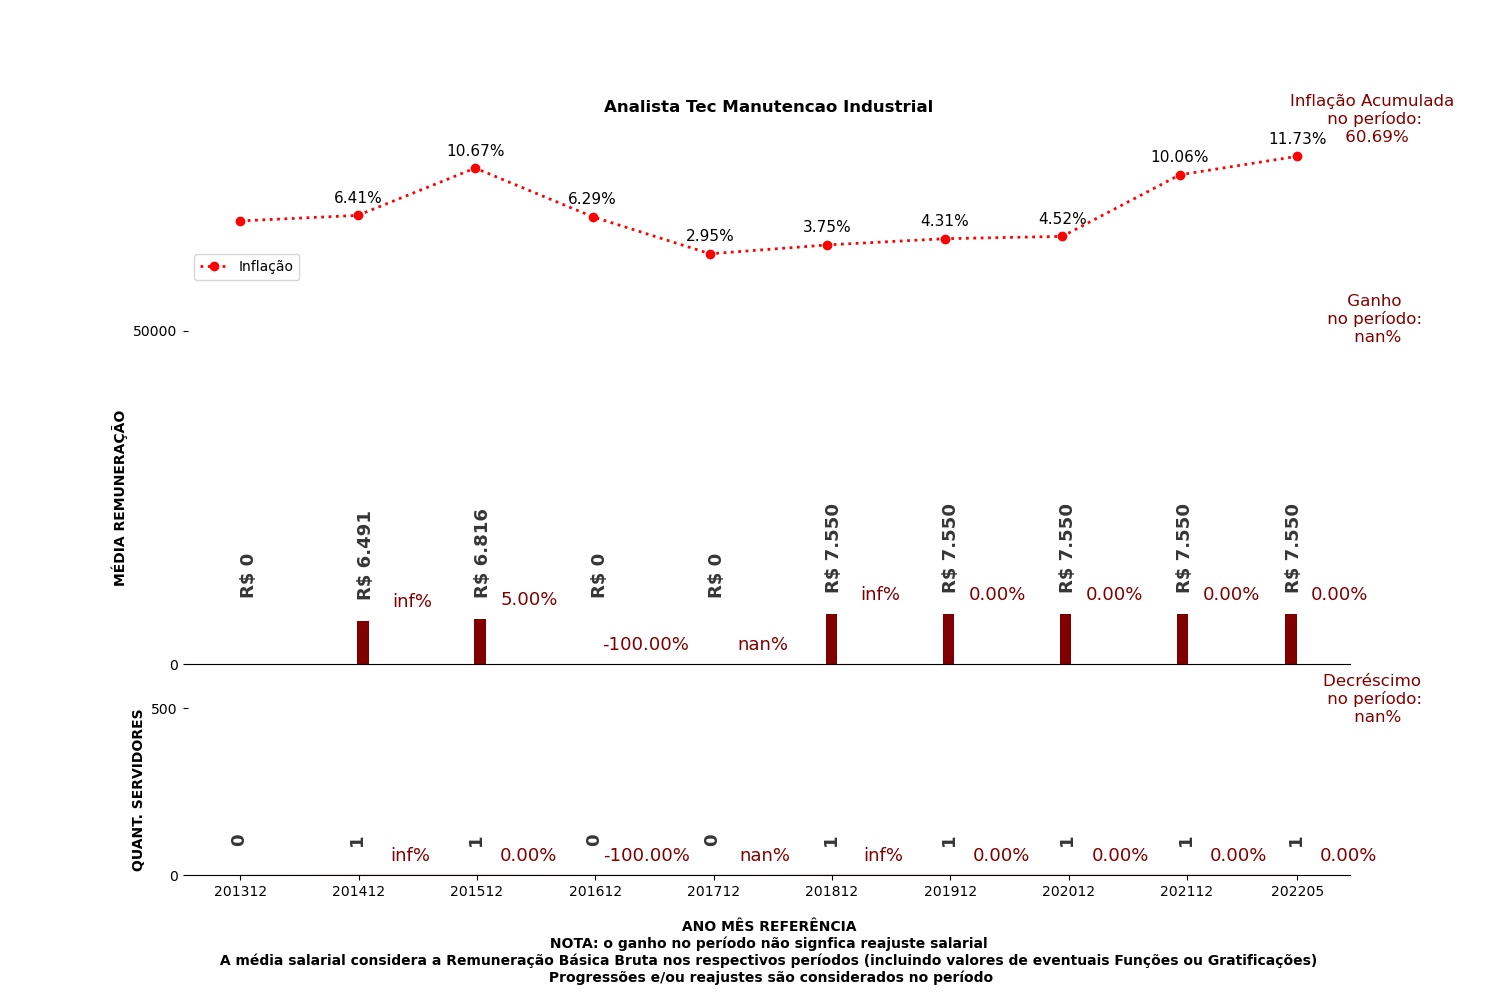 Analista Tec Manutencao Industrial
Inflação Acumulada
no período:
60.69%
6.41%
10.67%
6.29%
2.95%
3.75%
4.31%
4.52%
10.06%
11.73%
Inflação
Ganho
no período:
nan%
MÉDIA REMUNERAÇÃO
50000
0
R$ 0
R$ 6.491
R$ 6.816
R$ 0
R$ 0
R$ 7.550
R$ 7.550
R$ 7.550
R$ 7.550
R$ 7.550
inf%
5.00%
-100.00%
nan%
inf%
0.00%
0.00%
0.00%
0.00%
Decréscimo
no período:
nan%
QUANT. SERVIDORES
500
0
0
1
1
0
0
1
1
1
1
1
inf%
0.00%
-100.00%
nan%
inf%
0.00%
0.00%
0.00%
0.00%
201312
201412
201512
201612
201712
201812
201912
202012
202112
202205
ANO MÊS REFERÊNCIA
NOTA: o ganho no período não signfica reajuste salarial
A média salarial considera a Remuneração Básica Bruta nos respectivos períodos (incluindo valores de eventuais Funções ou Gratificações)
Progressões e/ou reajustes são considerados no período